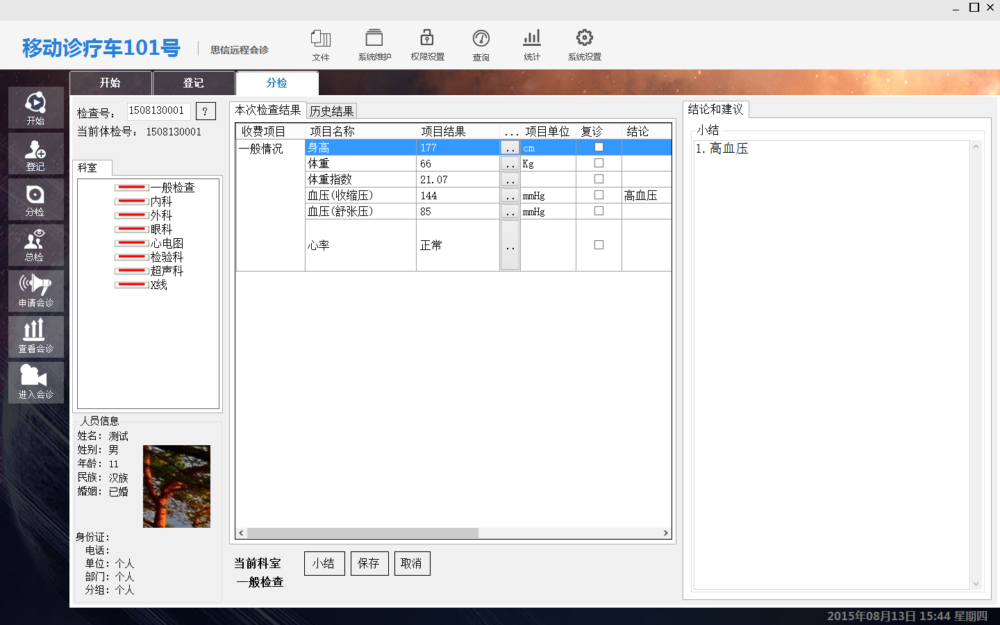 移动诊疗车101号
思信远程会诊
文件
系统维护
权限设置
查询
统计
系统设置
开始
登记
分检
开始
登记
分检
总检
申请会诊
查看会诊
进入会诊
检查号: 1508130001 ?
当前体检号: 1508130001
科室
一般检查
内科
外科
眼科
心电图
检验科
超声科
X线
人员信息
姓名: 测试
姓别: 男
年龄: 11
民族: 汉族
婚姻: 已婚
身份证:
电话:
单位: 个人
部门: 个人
分组: 个人
本次检查结果 历史结果
收费项目 项目名称 项目结果 ... 项目单位 复诊 结论
一般情况 身高 177 .. cm
体重 66 .. Kg
体重指数 21.07 ..
血压(收缩压) 144 .. mmHg 高血压
血压(舒张压) 85 .. mmHg
心率 正常 ..
当前科室
一般检查
小结 保存 取消
结论和建议
小结
1. 高血压
2015年08月13日 15:44 星期四